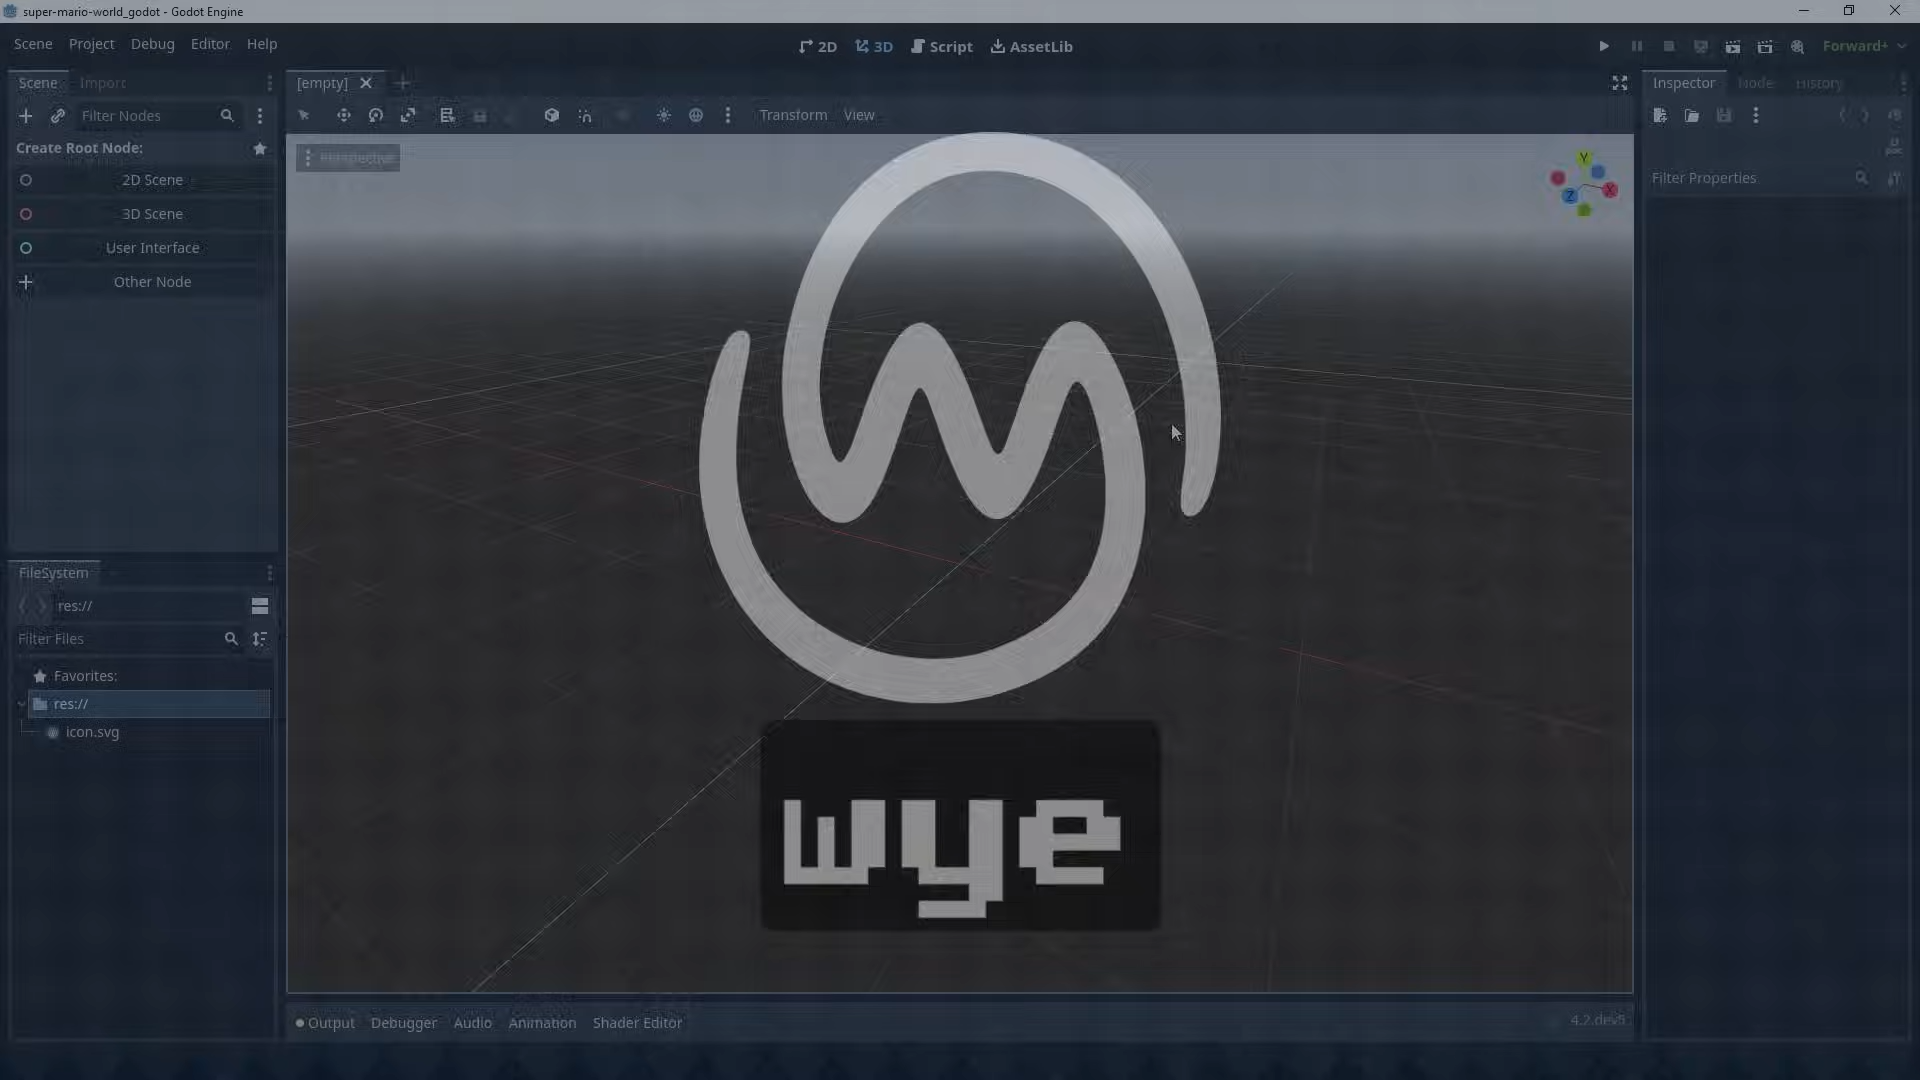 super-mario-world_godot - Godot Engine
Scene Project Debug Editor Help
2D 3D Script AssetLib
Forward+
Scene Import
[empty]
Inspector Node History
Filter Nodes
Transform View
Create Root Node:
Perspective
Y
X
Z
2D Scene
3D Scene
User Interface
Other Node
Filter Properties
FileSystem
res://
Filter Files
Favorites:
res://
icon.svg
wye
Output Debugger Audio Animation Shader Editor
4.2.dev5